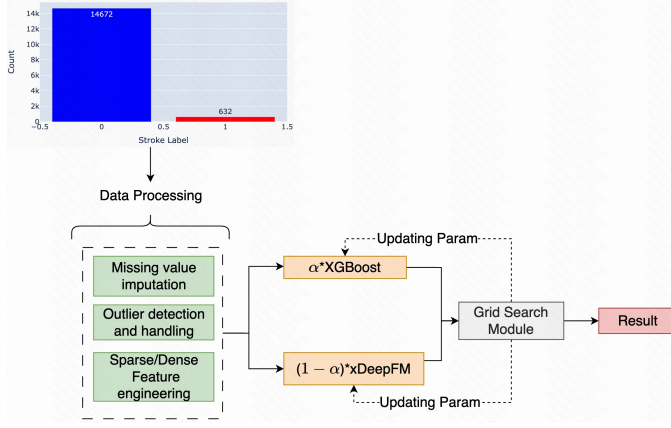 14k
12k
10k
8k
6k
4k
2k
0
Count
14672
632
−0.5
0
0.5
1
1.5
Stroke Label
Data Processing
Missing value
imputation
Outlier detection
and handling
Sparse/Dense
Feature
engineering
Updating Param
α*XGBoost
(1 − α)*xDeepFM
Updating Param
Grid Search
Module
Result